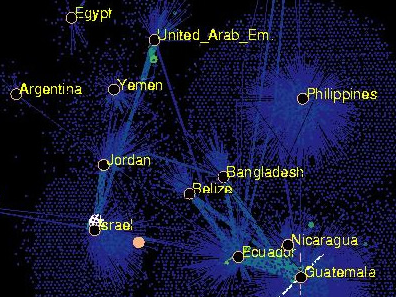 Egypt
United_Arab_Em.
Argentina
Yemen
Philippines
Jordan
Bangladesh
Belize
Israel
Nicaragua
Ecuador
Guatemala